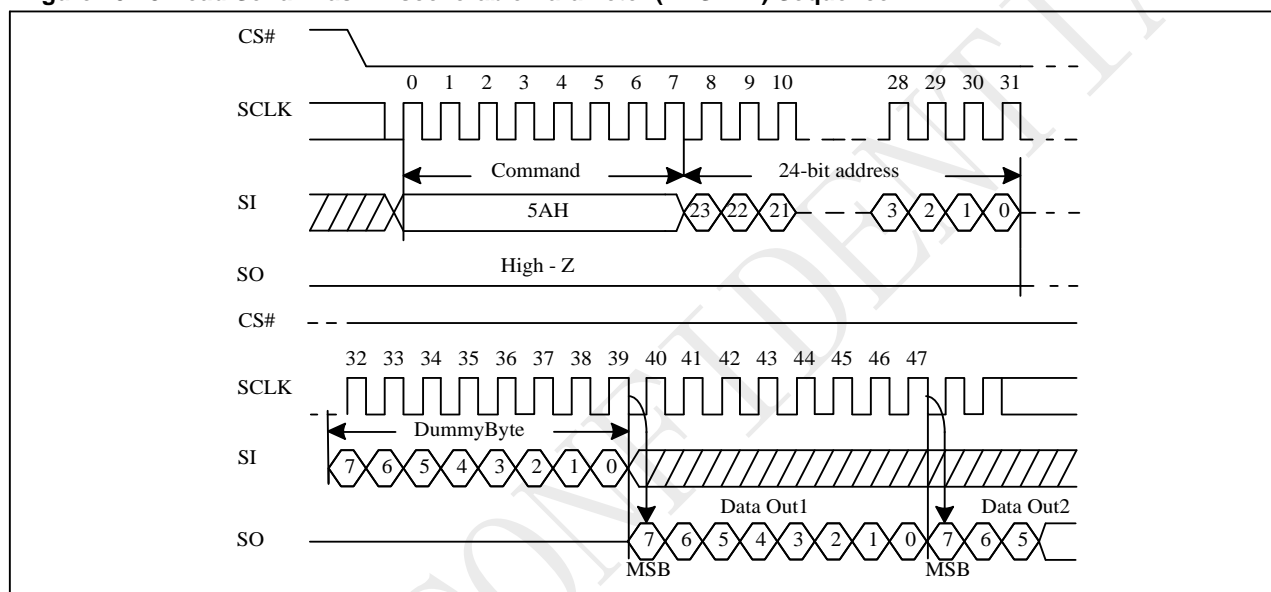 CS#
0 1 2 3 4 5 6 7 8 9 10 28 29 30 31
SCLK
Command 24-bit address
SI 5AH 23 22 21 3 2 1 0
High - Z
SO
CS#
32 33 34 35 36 37 38 39 40 41 42 43 44 45 46 47
SCLK
DummyByte
SI 7 6 5 4 3 2 1 0
Data Out1 Data Out2
SO 7 6 5 4 3 2 1 0 7 6 5
MSB MSB